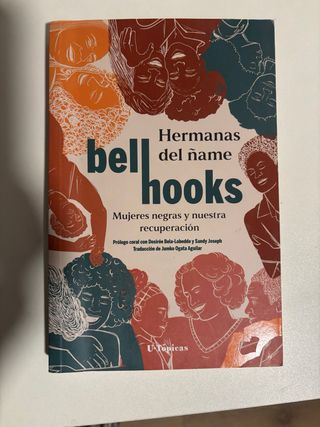 Hermanas
del ñame
bell
hooks
Mujeres negras y nuestra
recuperación
Prólogo coral con Desirée Bela-Lobedde y Sandy Joseph
Traducción de Jumko Ogata Aguilar
U-Tópicas